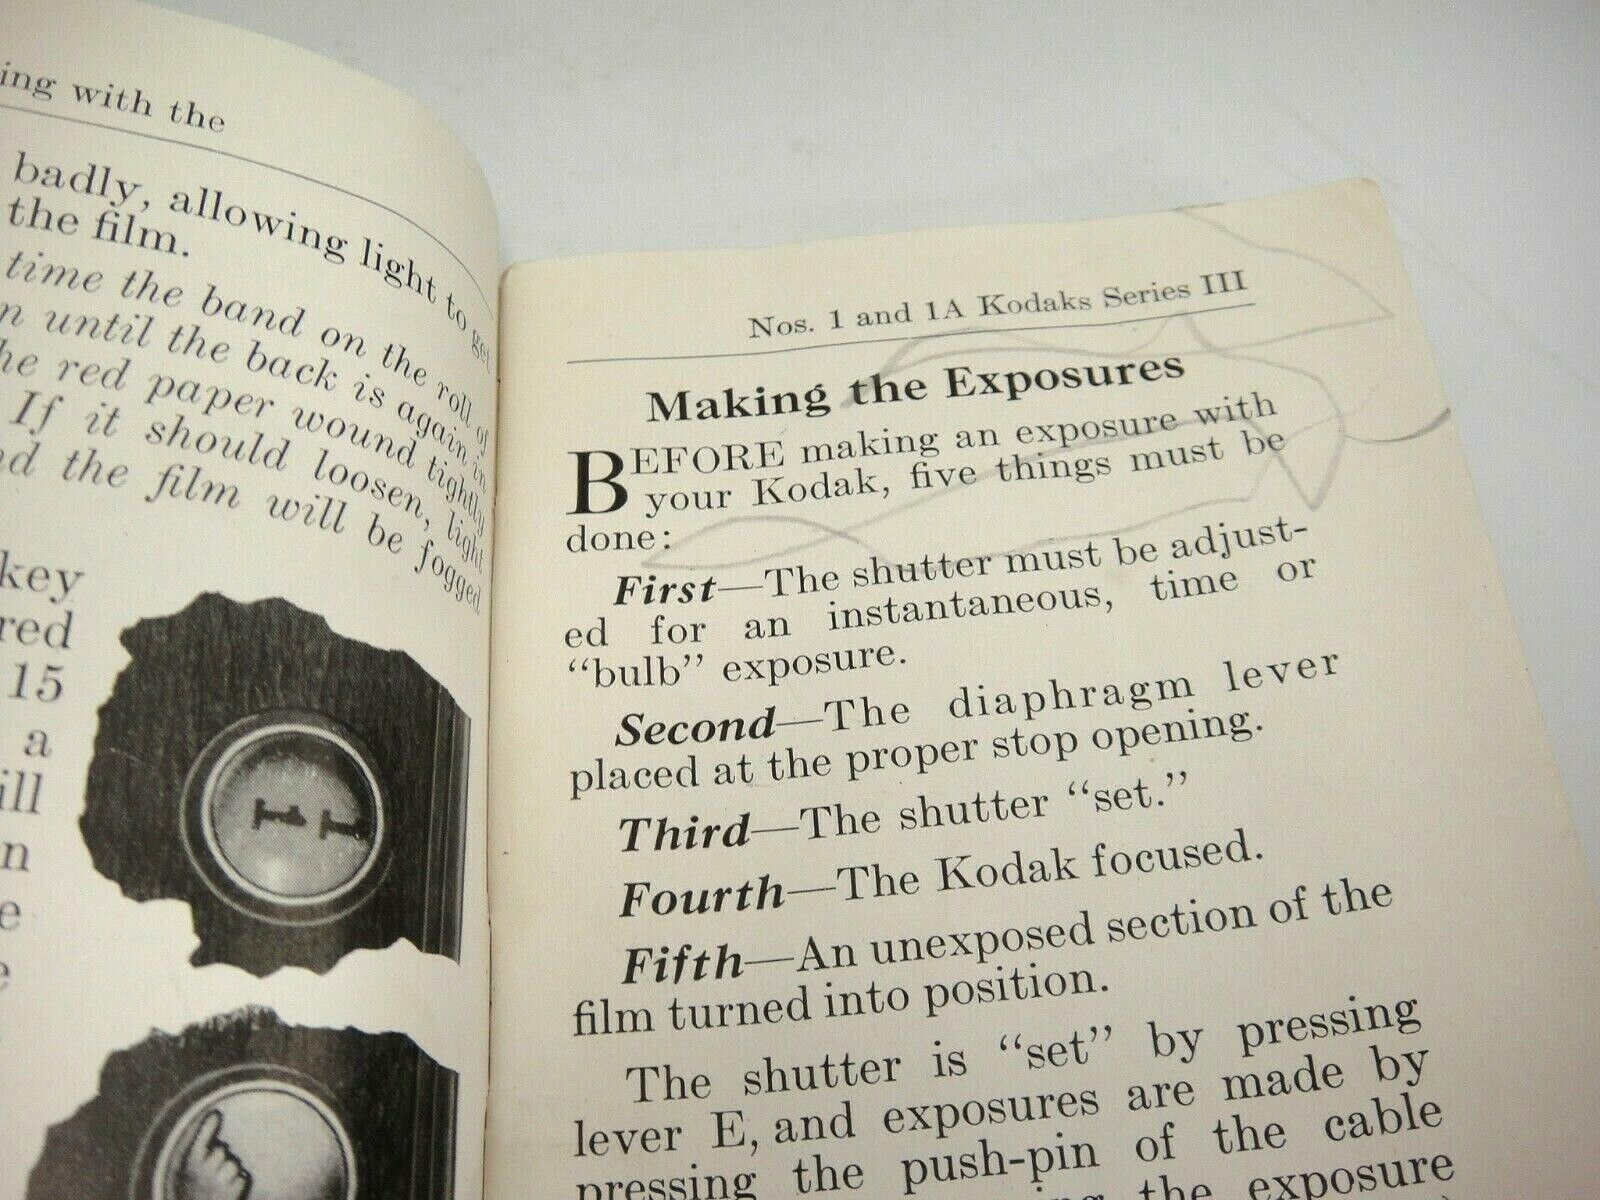 ing with the
badly, allowing light to get
the film.
time the band on the roll of
n until the back is again in
he red paper wound tightly
If it should loosen, light
nd the film will be fogged
key
red
15
a
ill
n
e
e
Nos. 1 and 1A Kodaks Series III
Making the Exposures
BEFORE making an exposure with
your Kodak, five things must be
done:
First—The shutter must be adjust-
ed for an instantaneous, time or
“bulb” exposure.
Second—The diaphragm lever
placed at the proper stop opening.
Third—The shutter “set.”
Fourth—The Kodak focused.
Fifth—An unexposed section of the
film turned into position.
The shutter is “set” by pressing
lever E, and exposures are made by
pressing the push-pin of the cable
the exposure